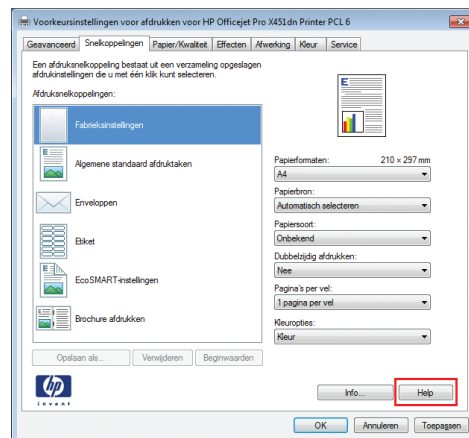 Voorkeursinstellingen voor afdrukken voor HP Officejet Pro X451dn Printer PCL 6
Geavanceerd
Snelkoppelingen
Papier/Kwaliteit
Effecten
Afwerking
Kleur
Service
Een afdruksnelkoppeling bestaat uit een verzameling opgeslagen
afdrukinstellingen die u met één klik kunt selecteren.
Afdruksnelkoppelingen:
Fabrieksinstellingen
Algemene standaard afdruktaken
Enveloppen
Etiket
EcoSMART-instellingen
Brochure afdrukken
Opslaan als...
Verwijderen
Beginwaarden
Papierformaten: 210 × 297 mm
A4
Papierbron:
Automatisch selecteren
Papiersoort:
Onbekend
Dubbelzijdig afdrukken:
Nee
Pagina's per vel:
1 pagina per vel
Kleuropties:
Kleur
hp
invent
Info...
Help
OK
Annuleren
Toepassen